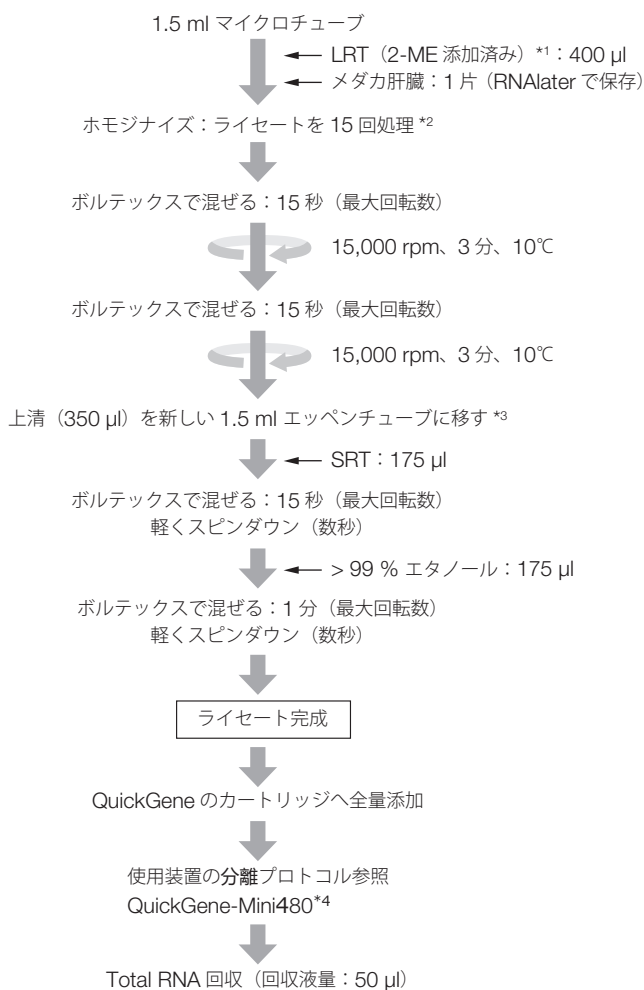 1.5 ml マイクロチューブ
LRT（2-ME 添加済み）*1：400 µl
メダカ肝臓：1 片（RNAlater で保存）
ホモジナイズ：ライセートを 15 回処理 *2
ボルテックスで混ぜる：15 秒（最大回転数）
15,000 rpm、3 分、10℃
ボルテックスで混ぜる：15 秒（最大回転数）
15,000 rpm、3 分、10℃
上清（350 µl）を新しい 1.5 ml エッペンチューブに移す *3
SRT：175 µl
ボルテックスで混ぜる：15 秒（最大回転数）
軽くスピンダウン（数秒）
> 99 % エタノール：175 µl
ボルテックスで混ぜる：1 分（最大回転数）
軽くスピンダウン（数秒）
ライセート完成
QuickGene のカートリッジへ全量添加
使用装置の分離プロトコル参照
QuickGene-Mini480*4
Total RNA 回収（回収液量：50 µl）